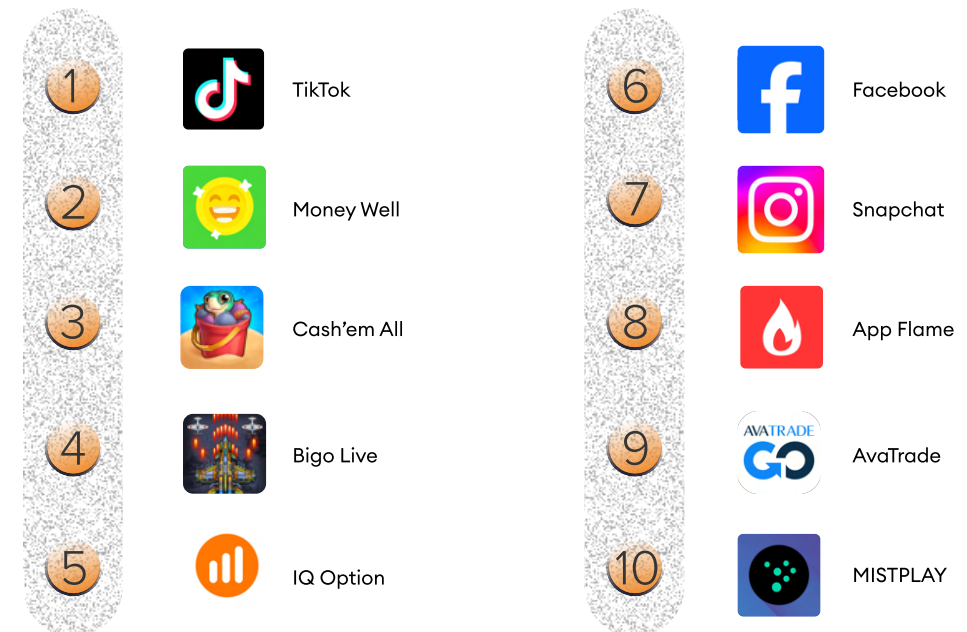 1
TikTok
2
Money Well
3
Cash’em All
4
Bigo Live
5
IQ Option
6
Facebook
7
Snapchat
8
App Flame
9
AVATRADE
GO
AvaTrade
10
MISTPLAY